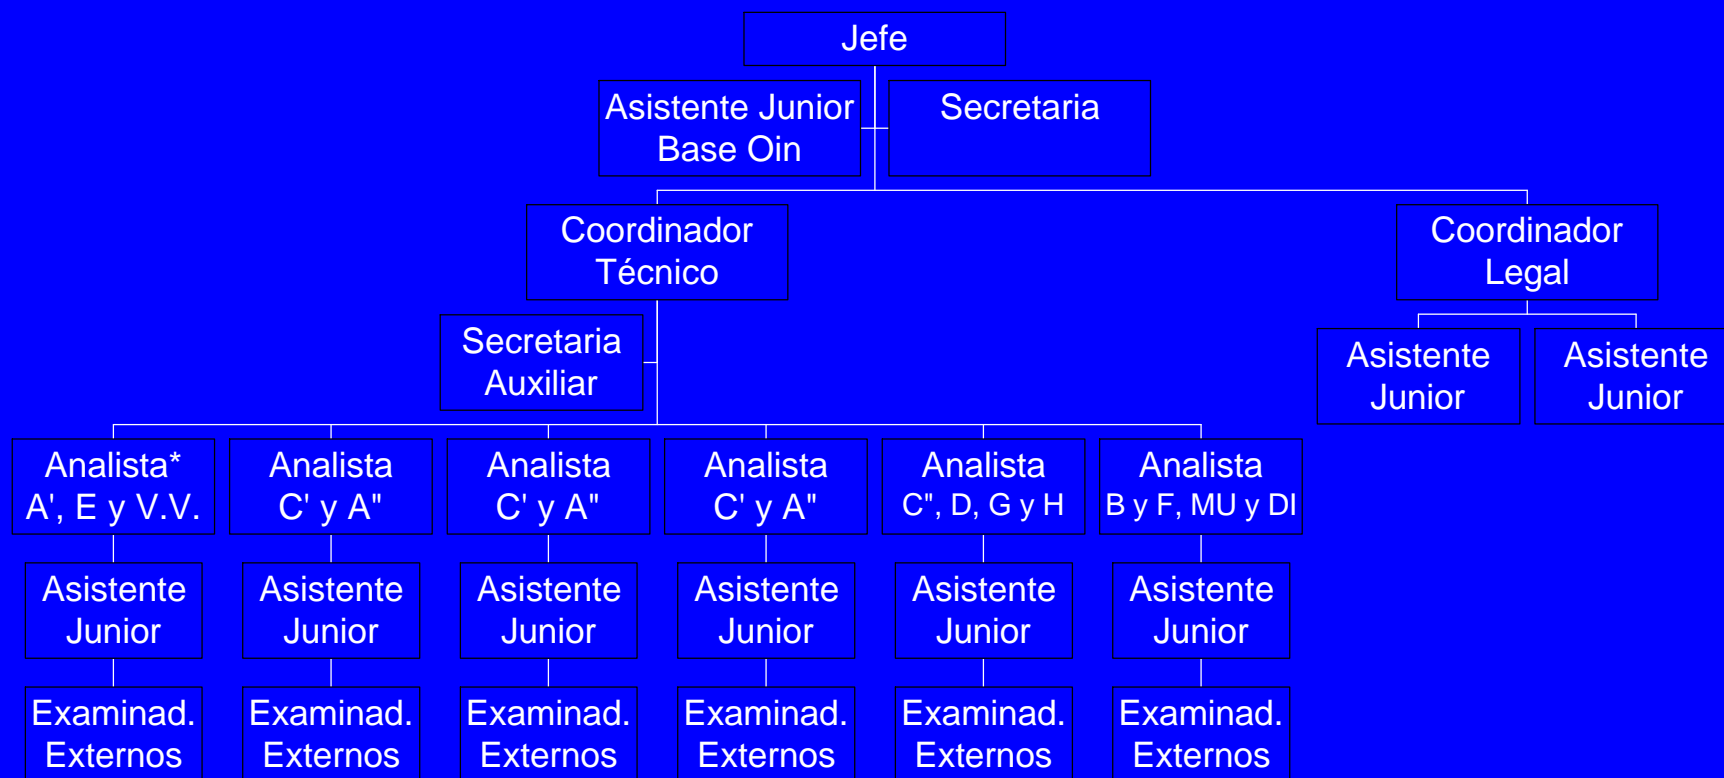 Jefe
Asistente Junior
Base Oin
Secretaria
Coordinador
Técnico
Coordinador
Legal
Secretaria
Auxiliar
Asistente
Junior
Asistente
Junior
Analista*
A', E y V.V.
Analista
C' y A"
Analista
C' y A"
Analista
C' y A"
Analista
C", D, G y H
Analista
B y F, MU y DI
Asistente
Junior
Asistente
Junior
Asistente
Junior
Asistente
Junior
Asistente
Junior
Asistente
Junior
Examinad.
Externos
Examinad.
Externos
Examinad.
Externos
Examinad.
Externos
Examinad.
Externos
Examinad.
Externos